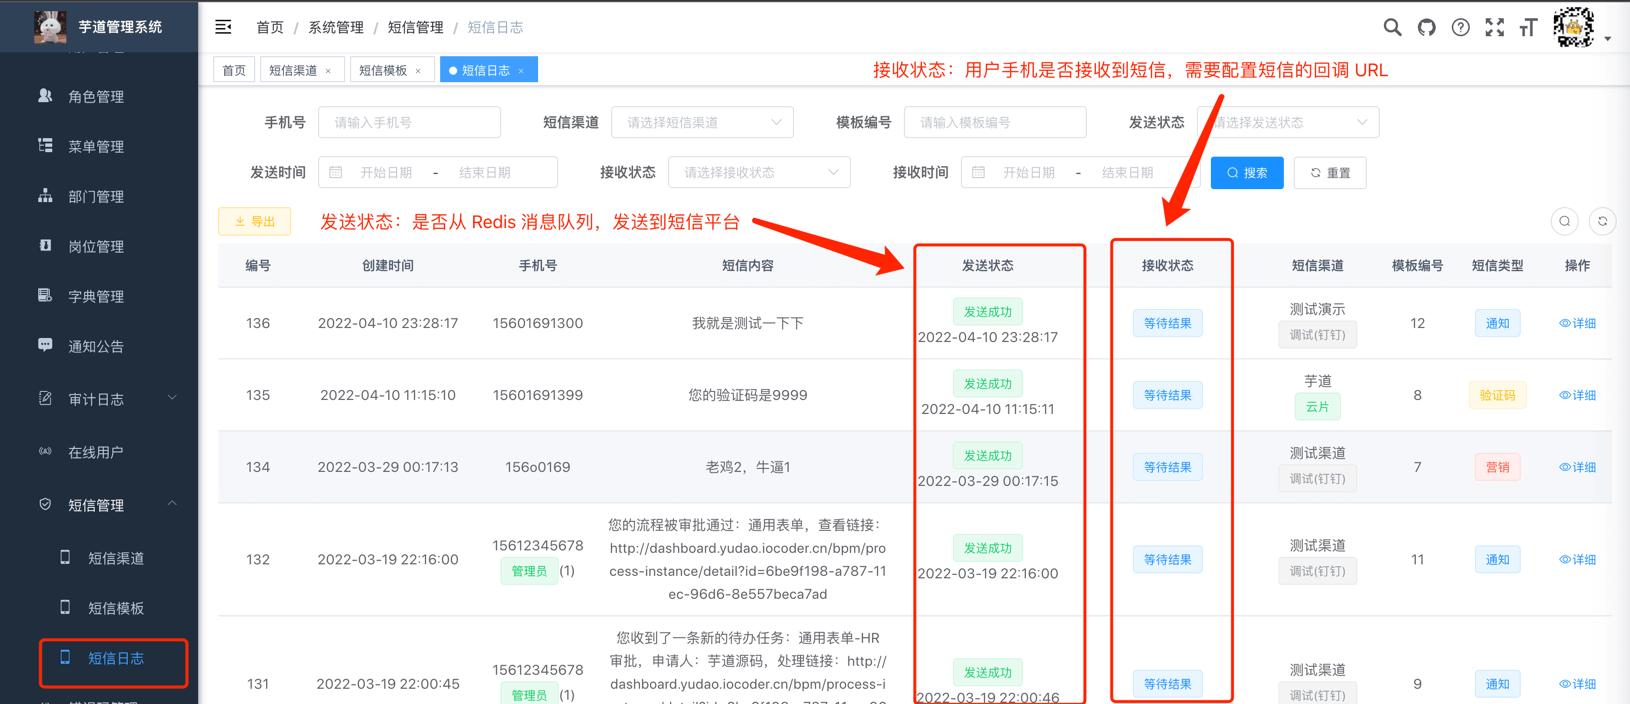 芋道管理系统
首页 / 系统管理 / 短信管理 / 短信日志
首页 短信渠道 × 短信模板 × 短信日志 ×
接收状态：用户手机是否接收到短信，需要配置短信的回调 URL
角色管理
菜单管理
部门管理
岗位管理
字典管理
通知公告
审计日志
在线用户
短信管理
短信渠道
短信模板
短信日志
手机号 请输入手机号 短信渠道 请选择短信渠道 模板编号 请输入模板编号 发送状态 请选择发送状态
发送时间 开始日期 - 结束日期 接收状态 请选择接收状态 接收时间 开始日期 - 结束日期 搜索 重置
导出 发送状态：是否从 Redis 消息队列，发送到短信平台
编号 创建时间 手机号 短信内容 发送状态 接收状态 短信渠道 模板编号 短信类型 操作
136 2022-04-10 23:28:17 15601691300 我就是测试一下下 发送成功 等待结果 测试演示 12 通知 详细
2022-04-10 23:28:17 调试(钉钉)
135 2022-04-10 11:15:10 15601691399 您的验证码是9999 发送成功 等待结果 芋道 8 验证码 详细
2022-04-10 11:15:11 云片
134 2022-03-29 00:17:13 156o0169 老鸡2，牛逼1 发送成功 等待结果 测试渠道 7 营销 详细
2022-03-29 00:17:15 调试(钉钉)
132 2022-03-19 22:16:00 15612345678 您的流程被审批通过：通用表单，查看链接： 发送成功 等待结果 测试渠道 11 通知 详细
管理员 (1) http://dashboard.yudao.iocoder.cn/bpm/pro 2022-03-19 22:16:00 调试(钉钉)
cess-instance/detail?id=6be9f198-a787-11
ec-96d6-8e557beca7ad
131 2022-03-19 22:00:45 15612345678 您收到了一条新的待办任务：通用表单-HR 发送成功 等待结果 测试渠道 9 通知 详细
管理员 (1) 审批，申请人：芋道源码，处理链接：http:// 2022-03-19 22:00:46 调试(钉钉)
dashboard.yudao.iocoder.cn/bpm/process-i